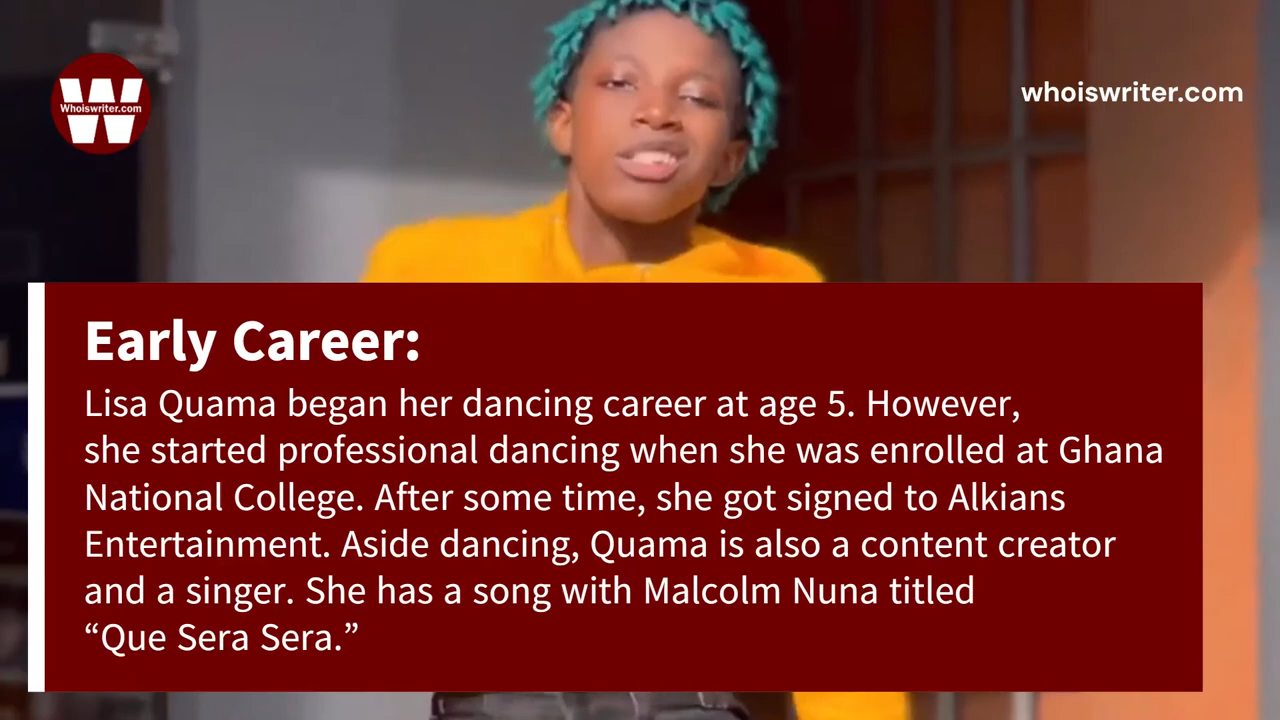 W
Whoiswriter.com
whoiswriter.com
Early Career:
Lisa Quama began her dancing career at age 5. However,
she started professional dancing when she was enrolled at Ghana
National College. After some time, she got signed to Alkians
Entertainment. Aside dancing, Quama is also a content creator
and a singer. She has a song with Malcolm Nuna titled
“Que Sera Sera.”